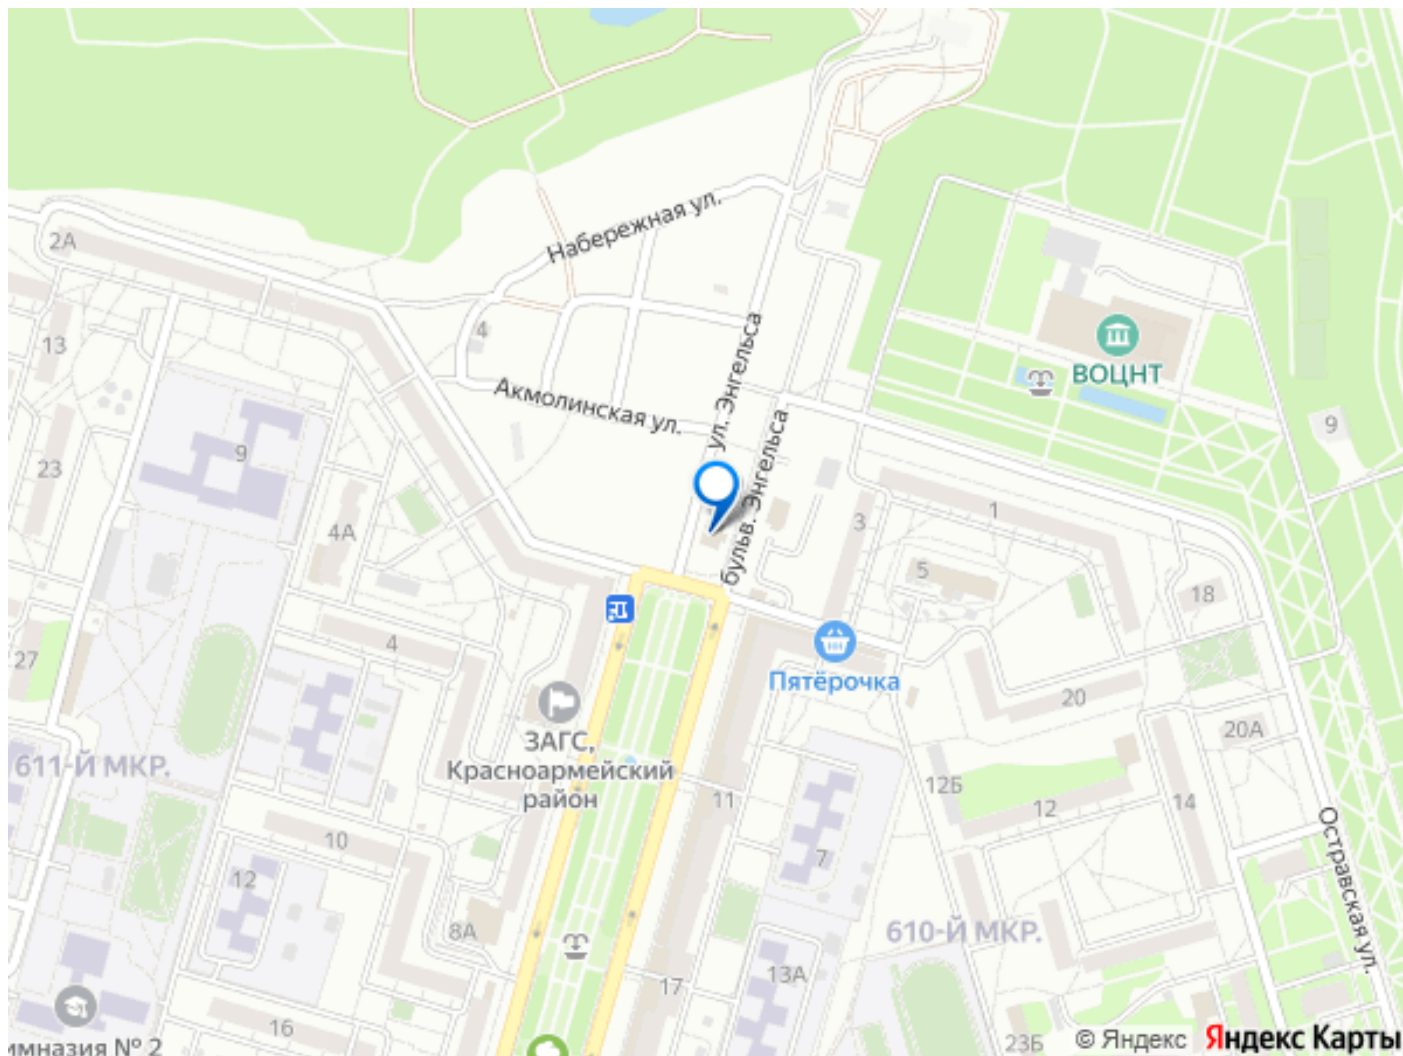 Набережная ул.
2А
ул. Энгельса
4
13
ВОЦНТ
Акмолинская ул.
бульв. Энгельса
9
9
23
1
3
4А
5
18
4
27
Пятёрочка
20
ЗАГС,
Красноармейский
район
20А
611-Й МКР.
12Б
11
12
14
10
7
Остравская ул.
12
8А
610-Й МКР.
13А
17
16
имназия № 2
23Б
© Яндекс
Яндекс Карты